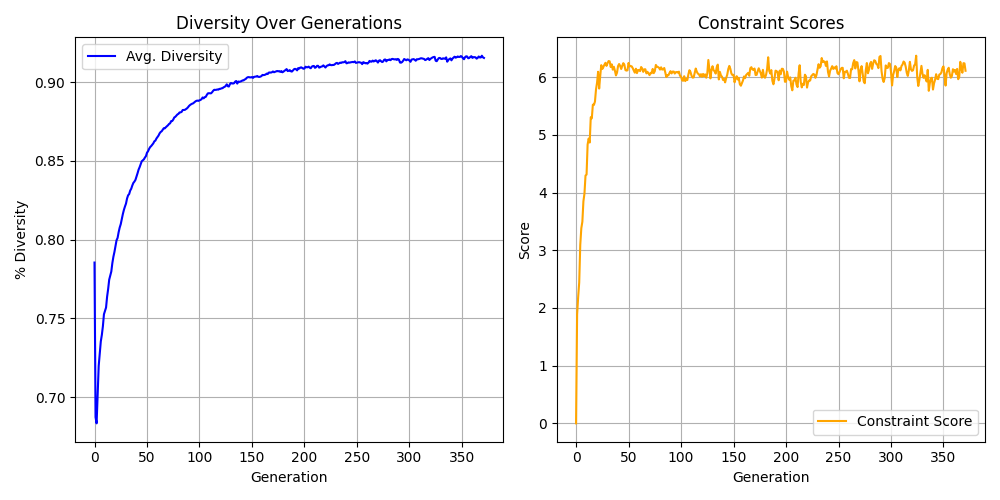 Diversity Over Generations
Avg. Diversity
% Diversity
0.90
0.85
0.80
0.75
0.70
0 50 100 150 200 250 300 350
Generation
Constraint Scores
Score
6
5
4
3
2
1
0
Constraint Score
0 50 100 150 200 250 300 350
Generation